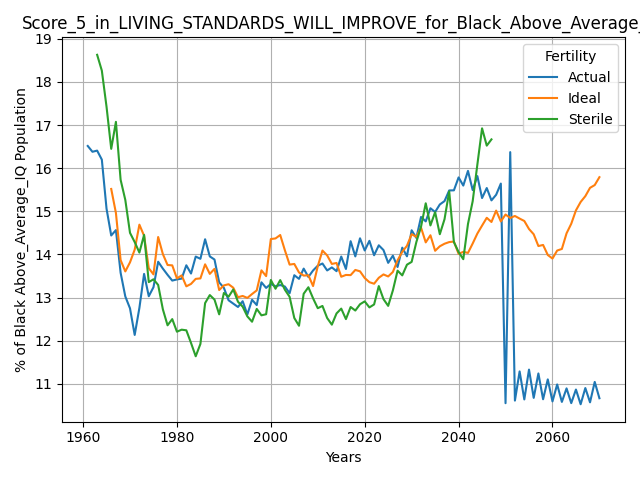 Score_5_in_LIVING_STANDARDS_WILL_IMPROVE_for_Black_Above_Average_
19
18
17
16
15
14
13
12
11
% of Black Above_Average_IQ Population
Fertility
Actual
Ideal
Sterile
1960
1980
2000
2020
2040
2060
Years